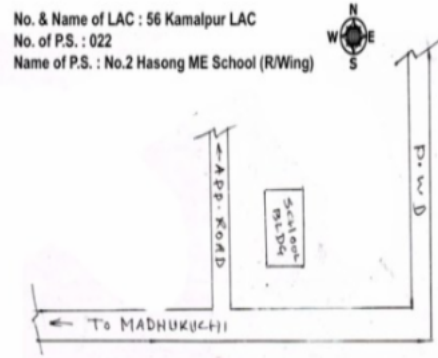 No. & Name of LAC : 56 Kamalpur LAC
No. of P.S. : 022
Name of P.S. : No.2 Hasong ME School (R/Wing)
N
W E
S
← APP. ROAD
SCHOOL
BLDG
P.W.D
← TO MADHUKUCHI